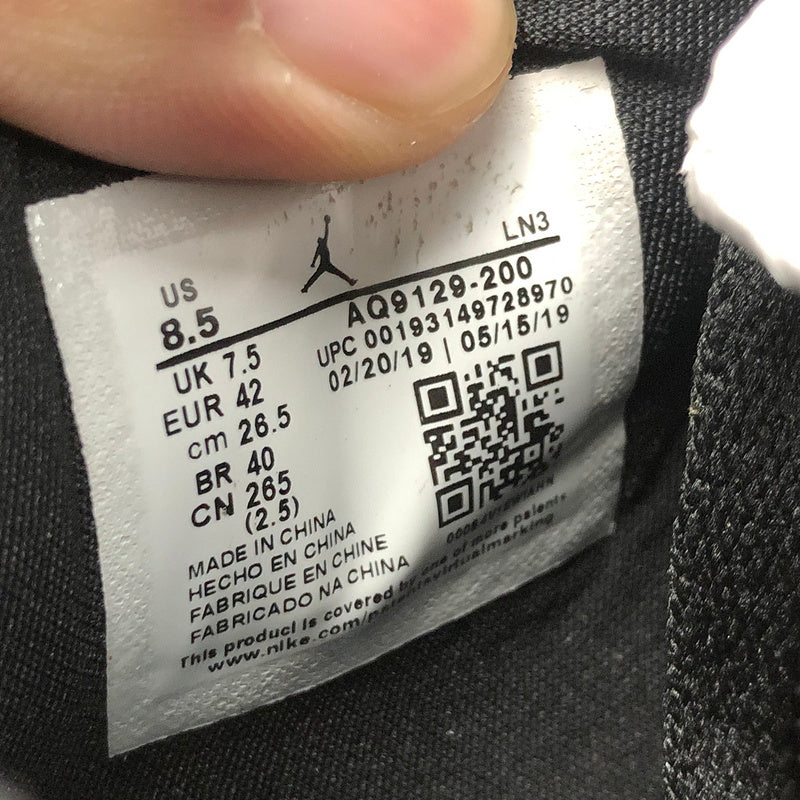 LN3
US
8.5
AQ9129-200
UPC 00193149728970
02/20/19 | 05/15/19
UK 7.5
EUR 42
cm 26.5
BR 40
CN 265
(2.5)
MADE IN CHINA
HECHO EN CHINA
FABRIQUE EN CHINE
FABRICADO NA CHINA
This product is covered by one of more patents
www.nike.com/patentsvirtualmarking